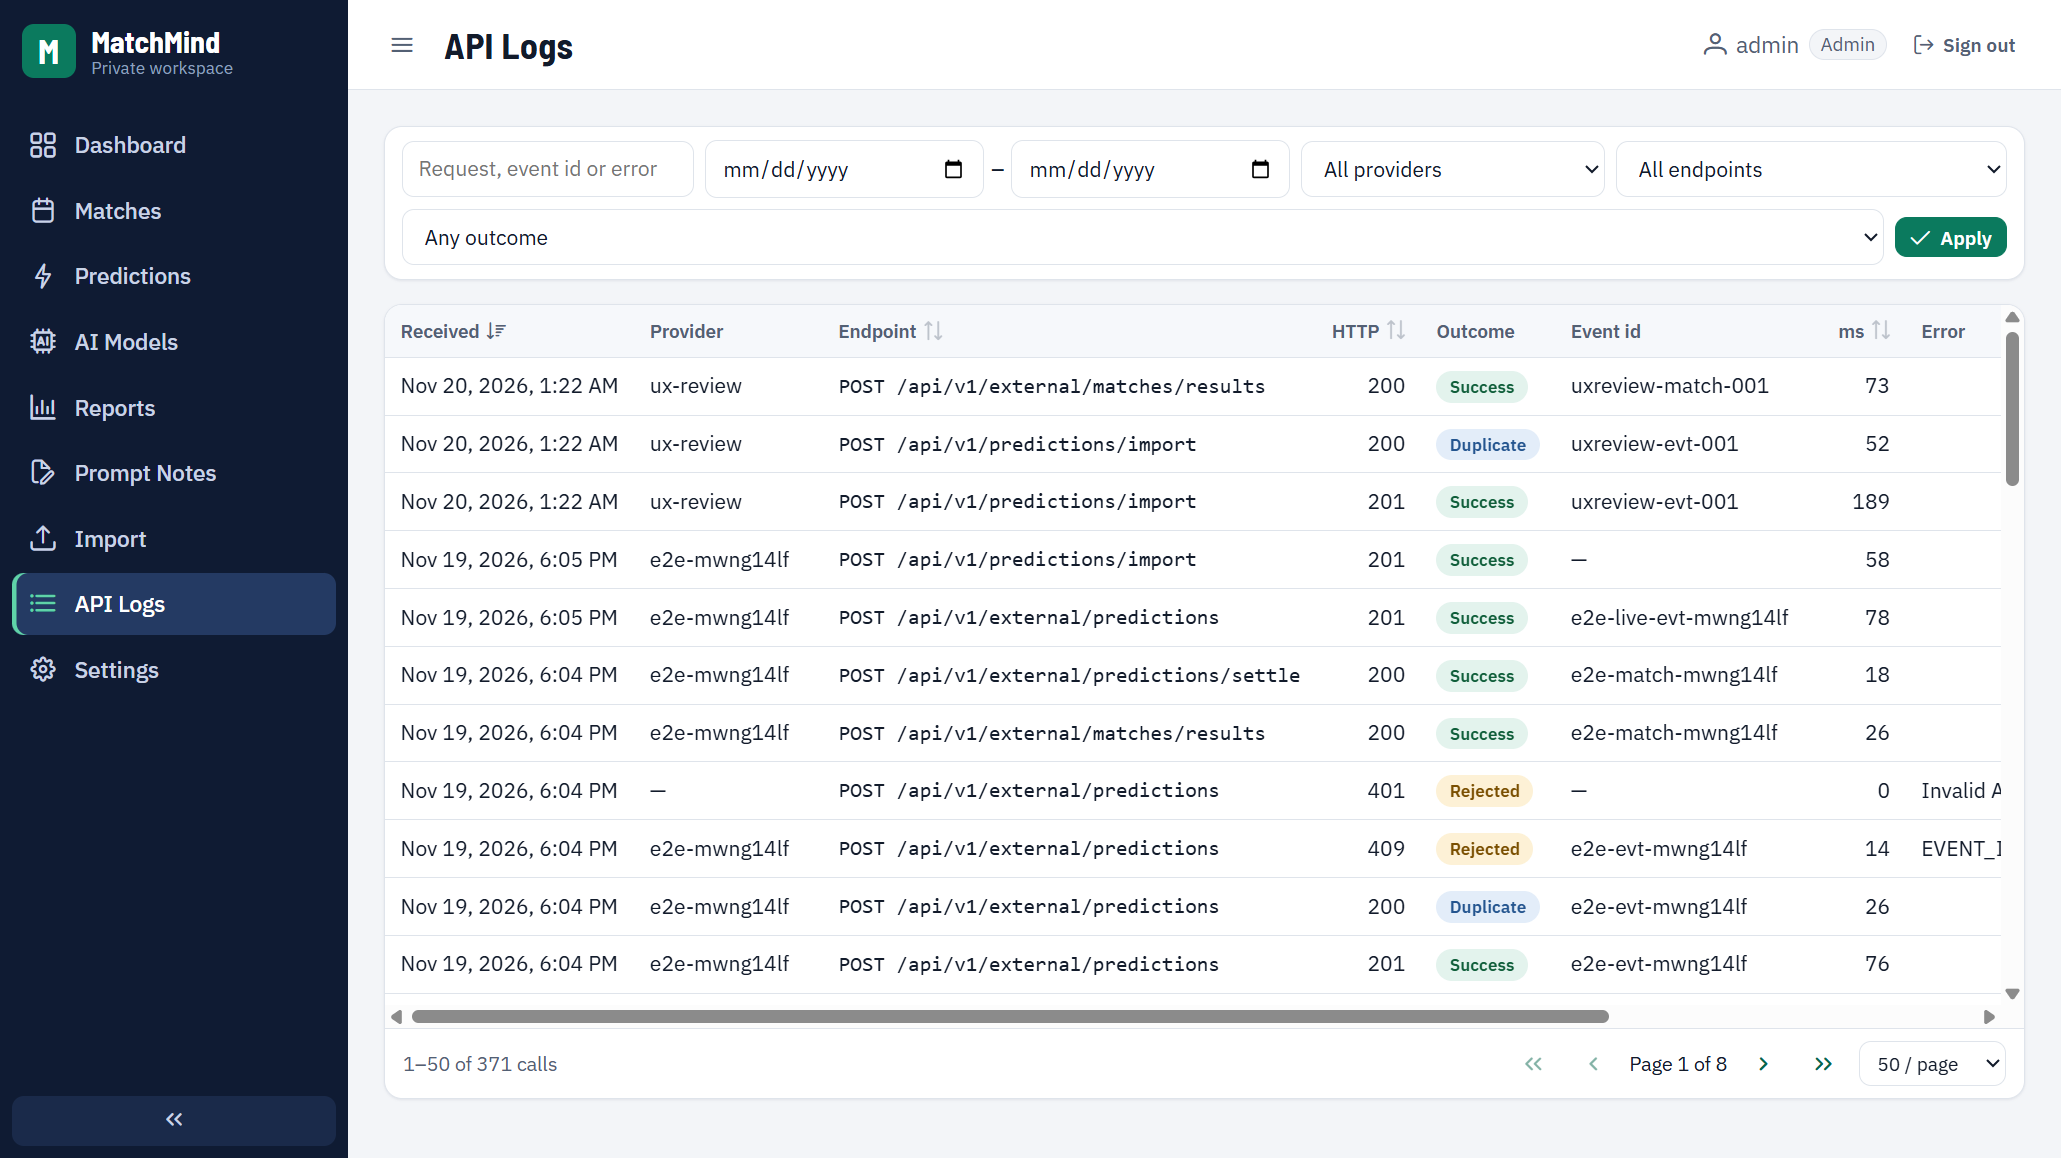 M MatchMind
Private workspace
Dashboard
Matches
Predictions
AI Models
Reports
Prompt Notes
Import
API Logs
Settings
API Logs
admin Admin Sign out
Request, event id or error mm/dd/yyyy – mm/dd/yyyy All providers All endpoints
Any outcome Apply
Received Provider Endpoint HTTP Outcome Event id ms Error
Nov 20, 2026, 1:22 AM ux-review POST /api/v1/external/matches/results 200 Success uxreview-match-001 73
Nov 20, 2026, 1:22 AM ux-review POST /api/v1/predictions/import 200 Duplicate uxreview-evt-001 52
Nov 20, 2026, 1:22 AM ux-review POST /api/v1/predictions/import 201 Success uxreview-evt-001 189
Nov 19, 2026, 6:05 PM e2e-mwng14lf POST /api/v1/predictions/import 201 Success — 58
Nov 19, 2026, 6:05 PM e2e-mwng14lf POST /api/v1/external/predictions 201 Success e2e-live-evt-mwng14lf 78
Nov 19, 2026, 6:04 PM e2e-mwng14lf POST /api/v1/external/predictions/settle 200 Success e2e-match-mwng14lf 18
Nov 19, 2026, 6:04 PM e2e-mwng14lf POST /api/v1/external/matches/results 200 Success e2e-match-mwng14lf 26
Nov 19, 2026, 6:04 PM — POST /api/v1/external/predictions 401 Rejected — 0 Invalid A
Nov 19, 2026, 6:04 PM e2e-mwng14lf POST /api/v1/external/predictions 409 Rejected e2e-evt-mwng14lf 14 EVENT_I
Nov 19, 2026, 6:04 PM e2e-mwng14lf POST /api/v1/external/predictions 200 Duplicate e2e-evt-mwng14lf 26
Nov 19, 2026, 6:04 PM e2e-mwng14lf POST /api/v1/external/predictions 201 Success e2e-evt-mwng14lf 76
1–50 of 371 calls Page 1 of 8 50 / page